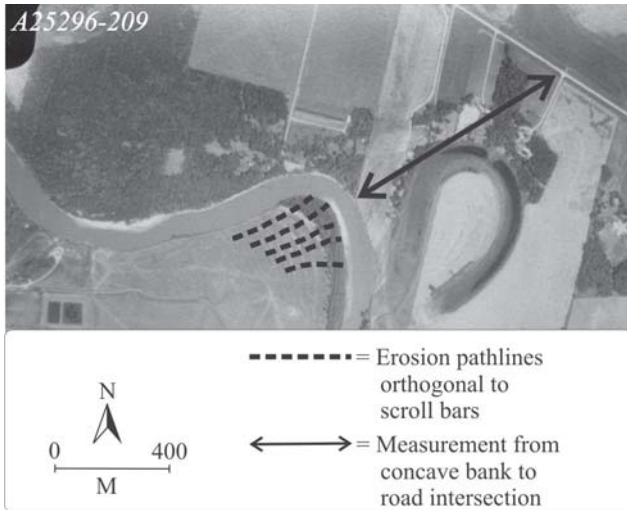 A25296-209
= Erosion pathlines
orthogonal to
scroll bars
N
0 400
M
= Measurement from
concave bank to
road intersection